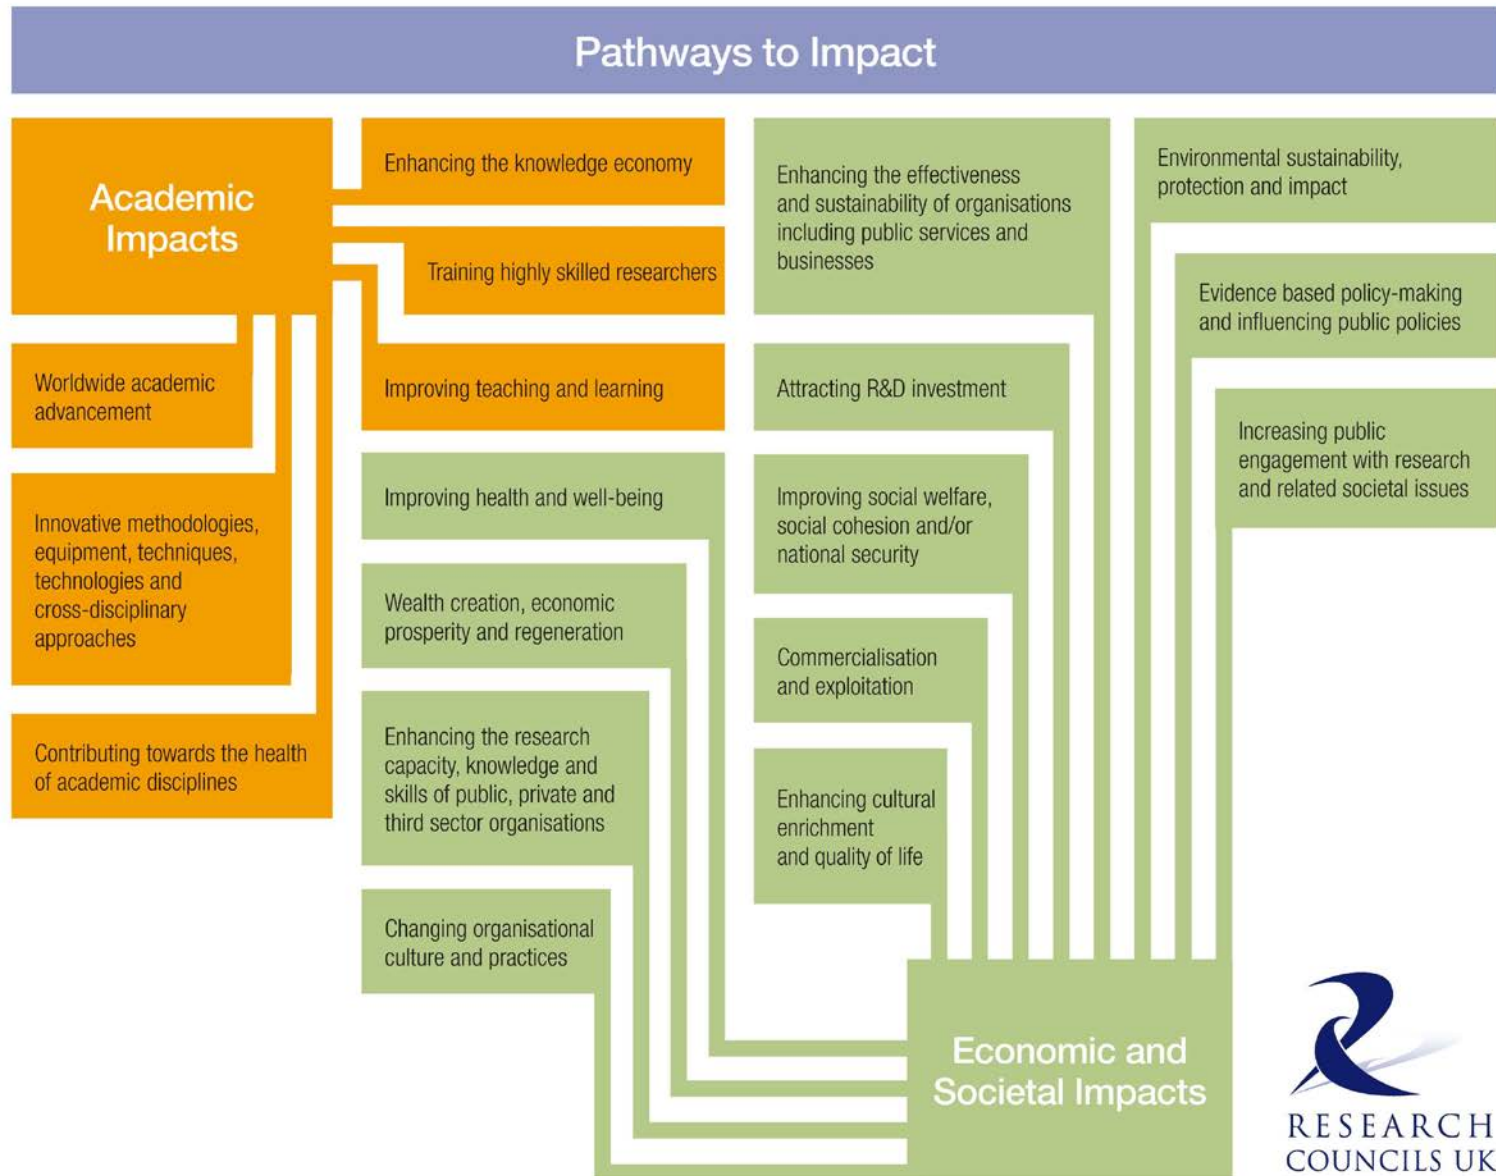 Pathways to Impact
Academic
Impacts
Enhancing the knowledge economy
Training highly skilled researchers
Improving teaching and learning
Worldwide academic
advancement
Innovative methodologies,
equipment, techniques,
technologies and
cross-disciplinary
approaches
Contributing towards the health
of academic disciplines
Improving health and well-being
Wealth creation, economic
prosperity and regeneration
Enhancing the research
capacity, knowledge and
skills of public, private and
third sector organisations
Changing organisational
culture and practices
Enhancing the effectiveness
and sustainability of organisations
including public services and
businesses
Attracting R&D investment
Improving social welfare,
social cohesion and/or
national security
Commercialisation
and exploitation
Enhancing cultural
enrichment
and quality of life
Environmental sustainability,
protection and impact
Evidence based policy-making
and influencing public policies
Increasing public
engagement with research
and related societal issues
Economic and
Societal Impacts
RESEARCH
COUNCILS UK